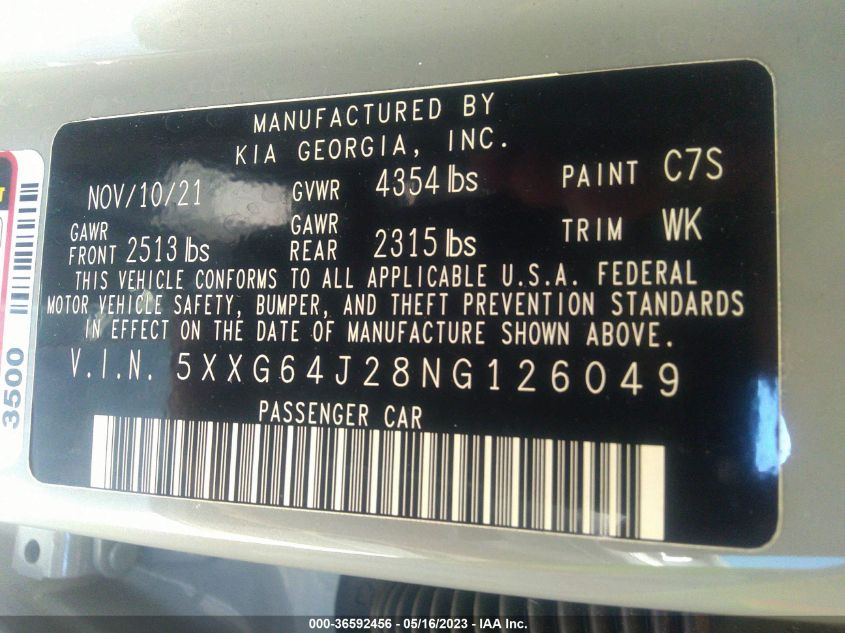 MANUFACTURED BY
KIA GEORGIA, INC.
NOV/10/21 GVWR 4354 lbs PAINT C7S
GAWR FRONT 2513 lbs GAWR REAR 2315 lbs TRIM WK
THIS VEHICLE CONFORMS TO ALL APPLICABLE U.S.A. FEDERAL
MOTOR VEHICLE SAFETY, BUMPER, AND THEFT PREVENTION STANDARDS
IN EFFECT ON THE DATE OF MANUFACTURE SHOWN ABOVE.
V.I.N. 5XXG64J28NG126049
PASSENGER CAR
3500
000-36592456 - 05/16/2023 - IAA Inc.